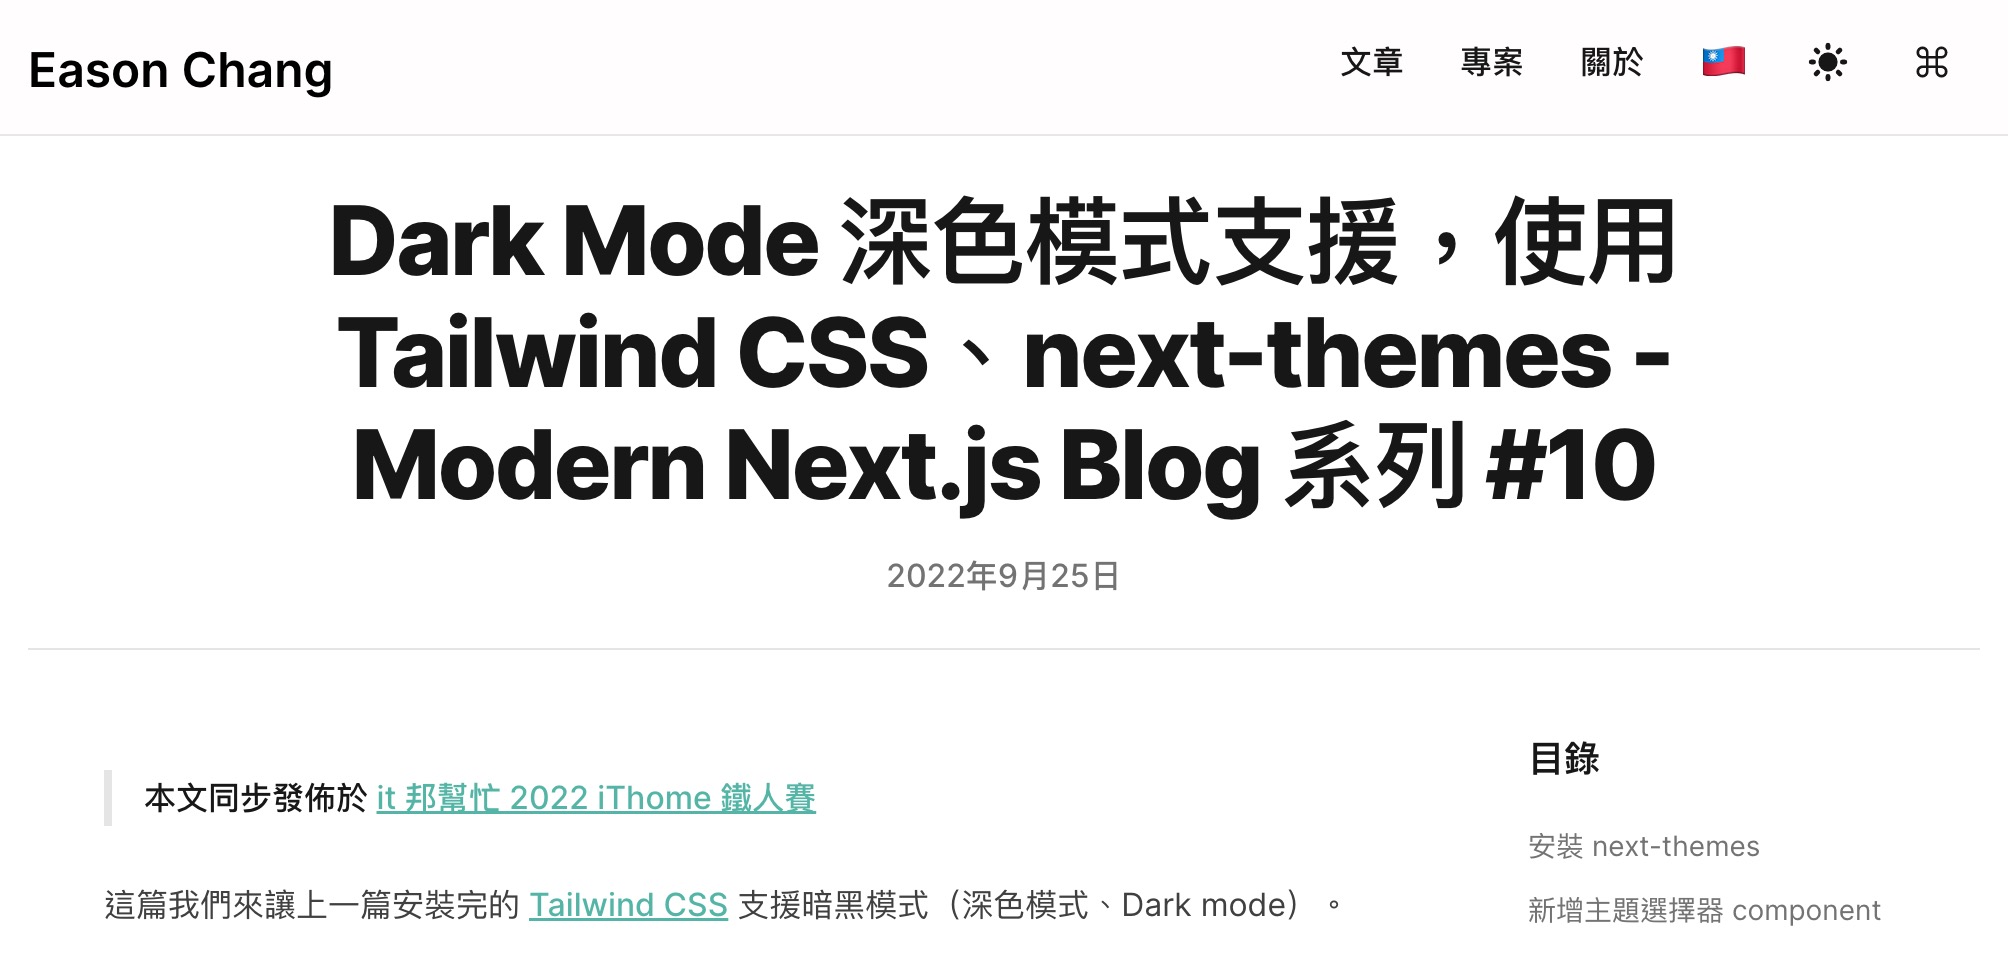 Eason Chang
文章 專案 關於
Dark Mode 深色模式支援，使用
Tailwind CSS、next-themes -
Modern Next.js Blog 系列 #10
2022年9月25日
本文同步發佈於 it 邦幫忙 2022 iThome 鐵人賽
這篇我們來讓上一篇安裝完的 Tailwind CSS 支援暗黑模式（深色模式、Dark mode）。
目錄
安裝 next-themes
新增主題選擇器 component